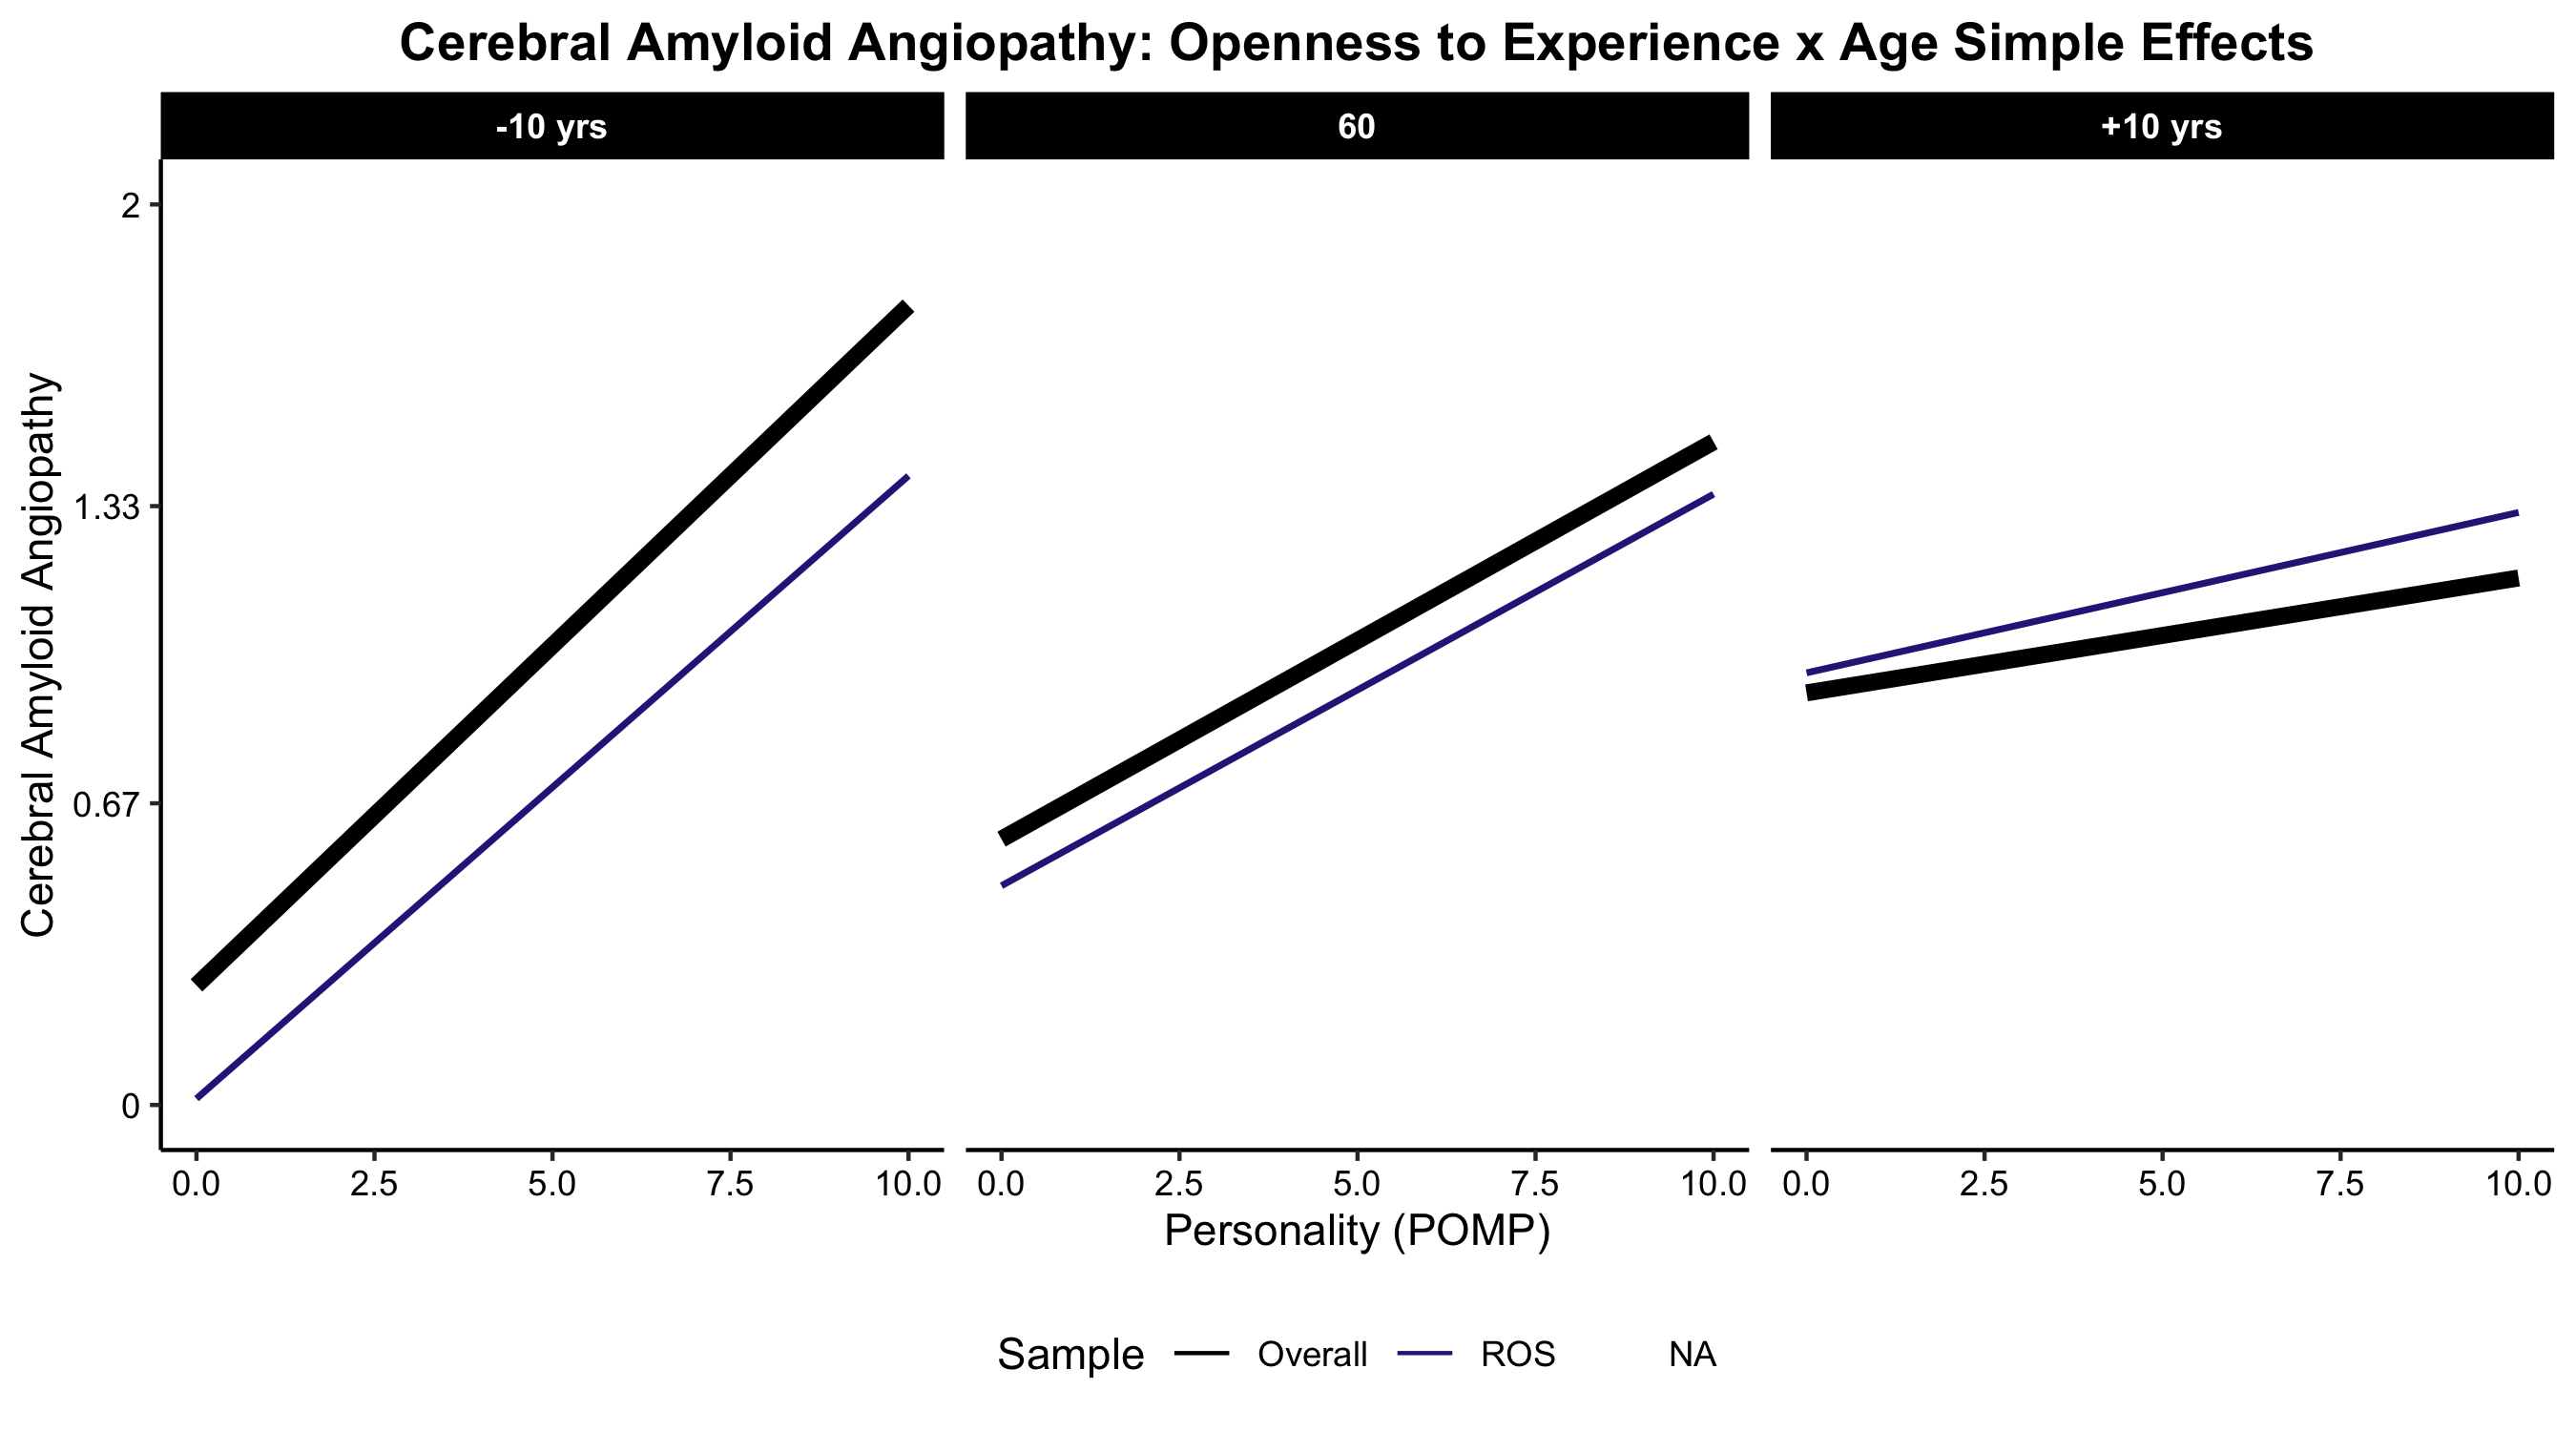 Cerebral Amyloid Angiopathy: Openness to Experience x Age Simple Effects
-10 yrs 60 +10 yrs
Cerebral Amyloid Angiopathy
2
1.33
0.67
0
0.0 2.5 5.0 7.5 10.0 0.0 2.5 5.0 7.5 10.0 0.0 2.5 5.0 7.5 10.0
Personality (POMP)
Sample Overall ROS NA